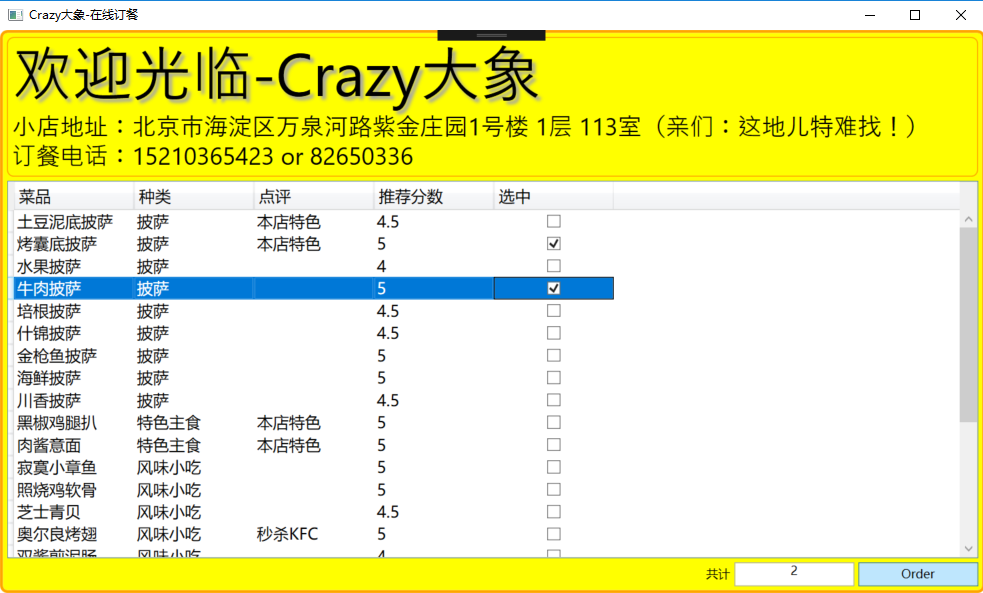 Crazy大象-在线订餐
欢迎光临-Crazy大象
小店地址：北京市海淀区万泉河路紫金庄园1号楼 1层 113室（亲们：这地儿特难找！）
订餐电话：15210365423 or 82650336
菜品 种类 点评 推荐分数 选中
土豆泥底披萨 披萨 本店特色 4.5
烤囊底披萨 披萨 本店特色 5
水果披萨 披萨 4
牛肉披萨 披萨 5
培根披萨 披萨 4.5
什锦披萨 披萨 4.5
金枪鱼披萨 披萨 5
海鲜披萨 披萨 5
川香披萨 披萨 4.5
黑椒鸡腿扒 特色主食 本店特色 5
肉酱意面 特色主食 本店特色 5
寂寞小章鱼 风味小吃 5
照烧鸡软骨 风味小吃 5
芝士青贝 风味小吃 4.5
奥尔良烤翅 风味小吃 秒杀KFC 5
双酱煎泥肠 风味小吃 4
共计 2 Order